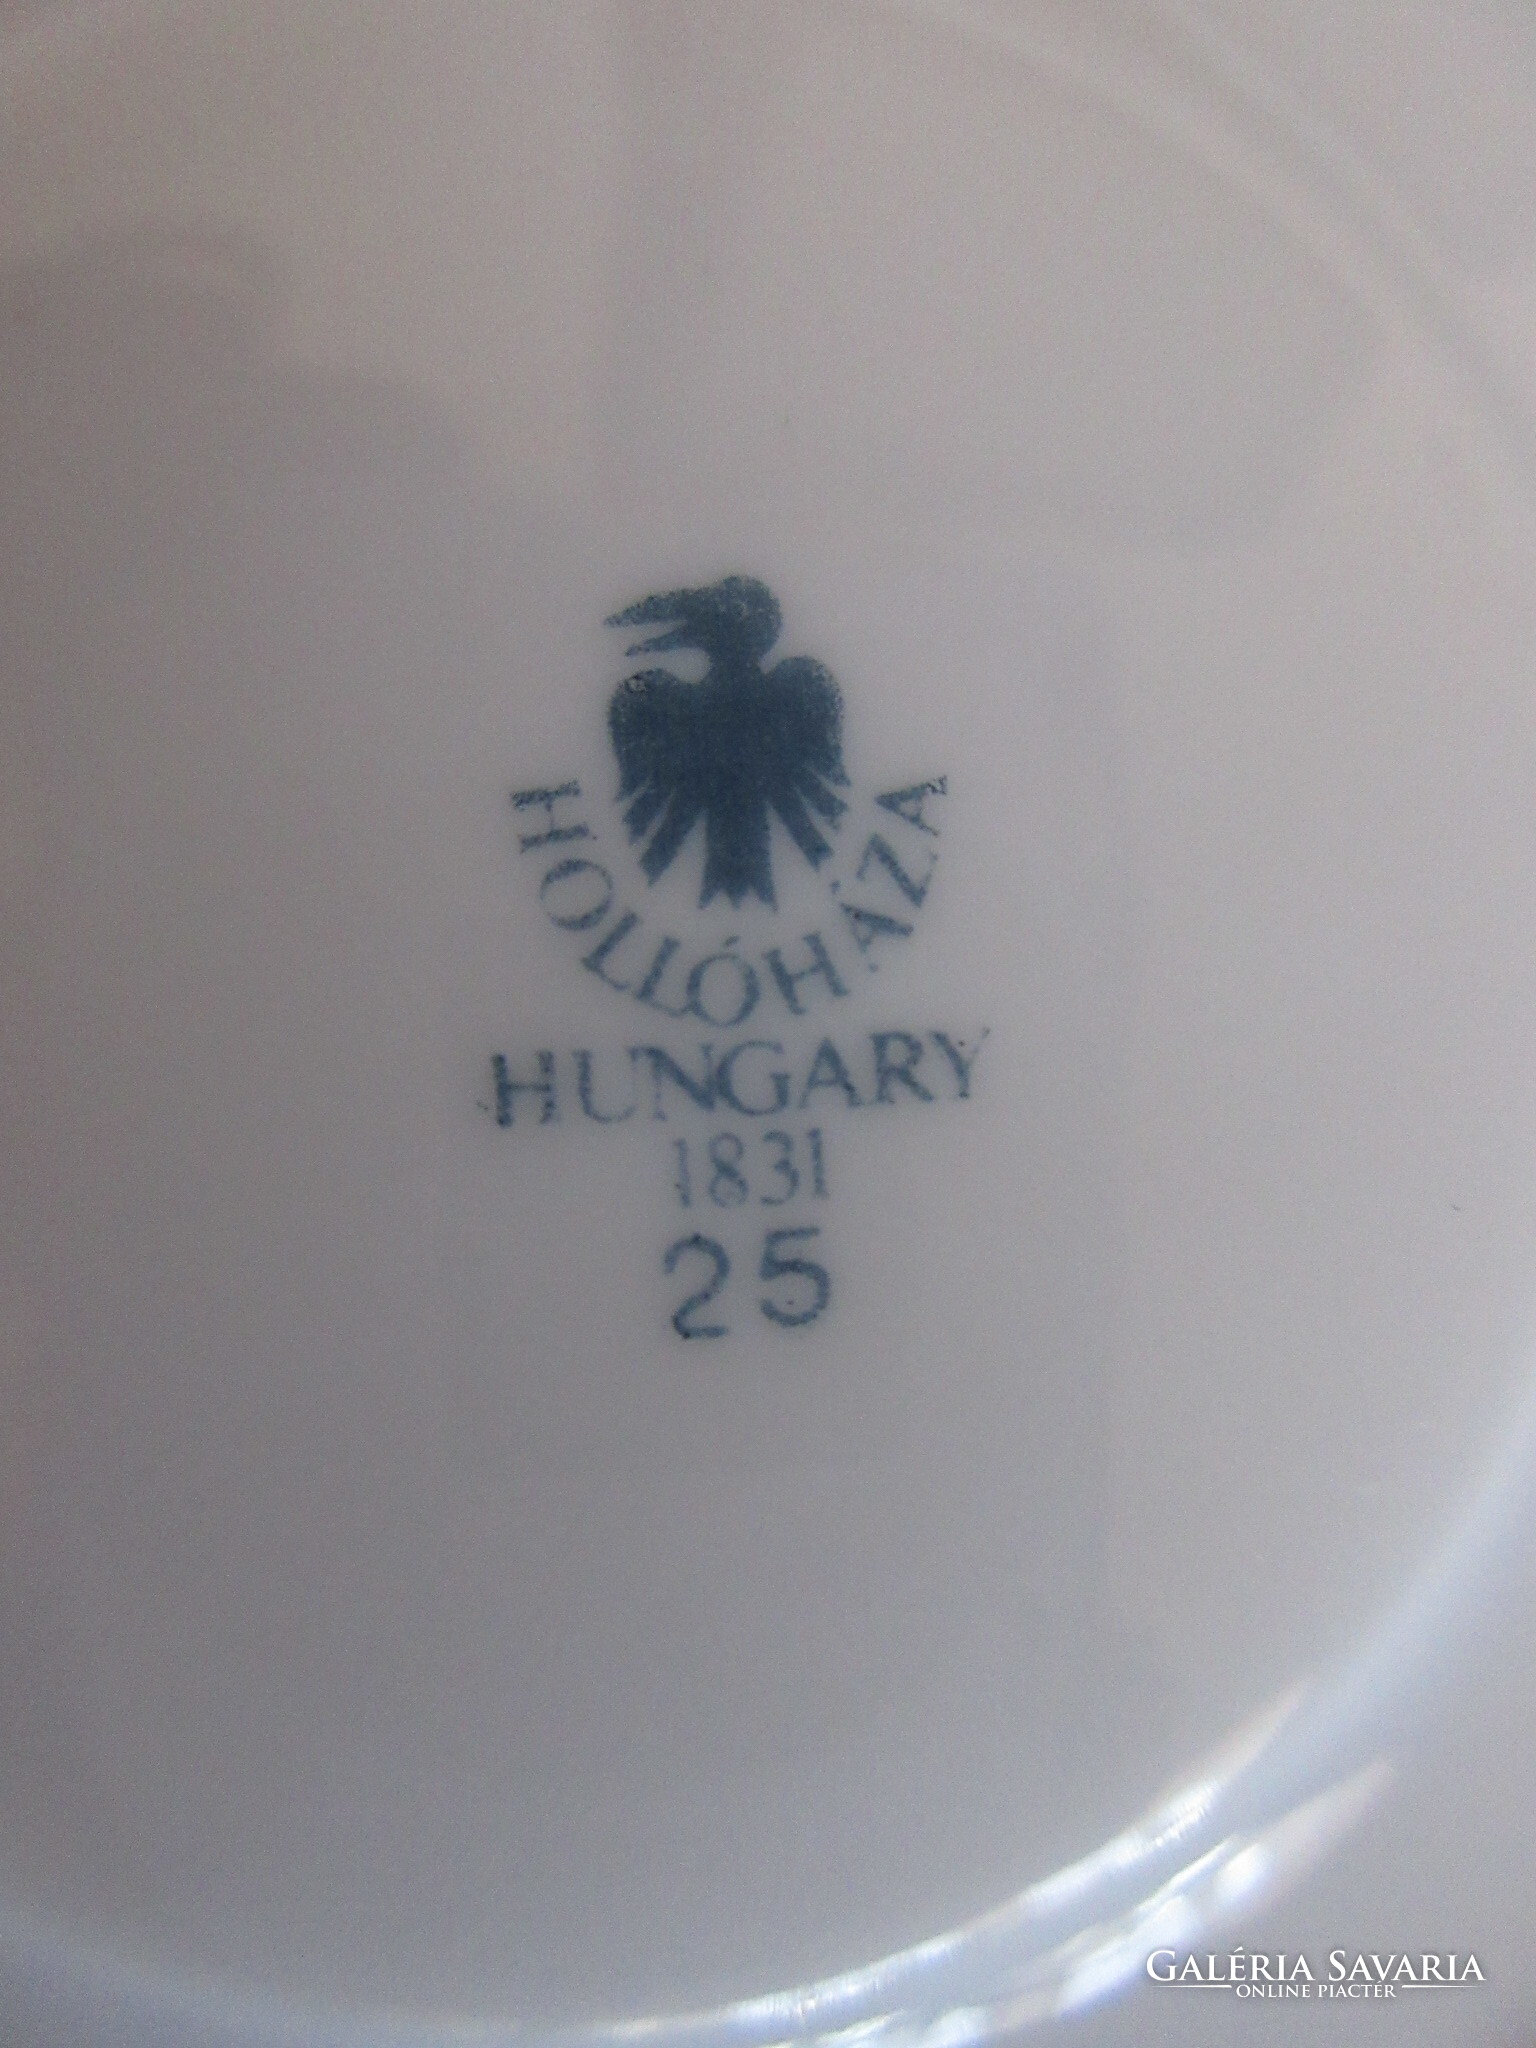 HOLLÓHÁZA
HUNGARY
1831
25
GALÉRIA SAVARIA
ONLINE PIACTÉR